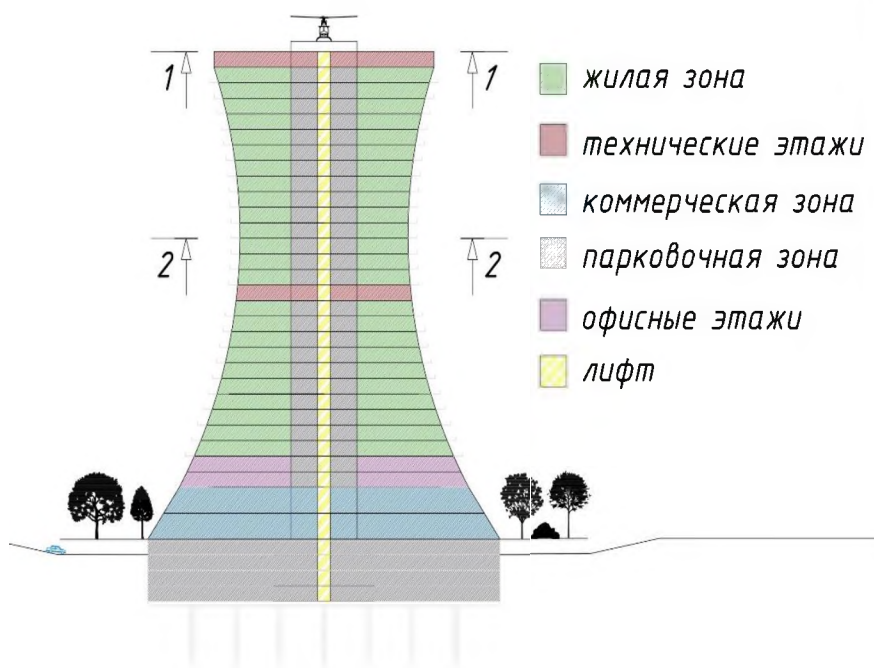 1 1
жилая зона
технические этажи
коммерческая зона
2 2
парковочная зона
офисные этажи
лифт